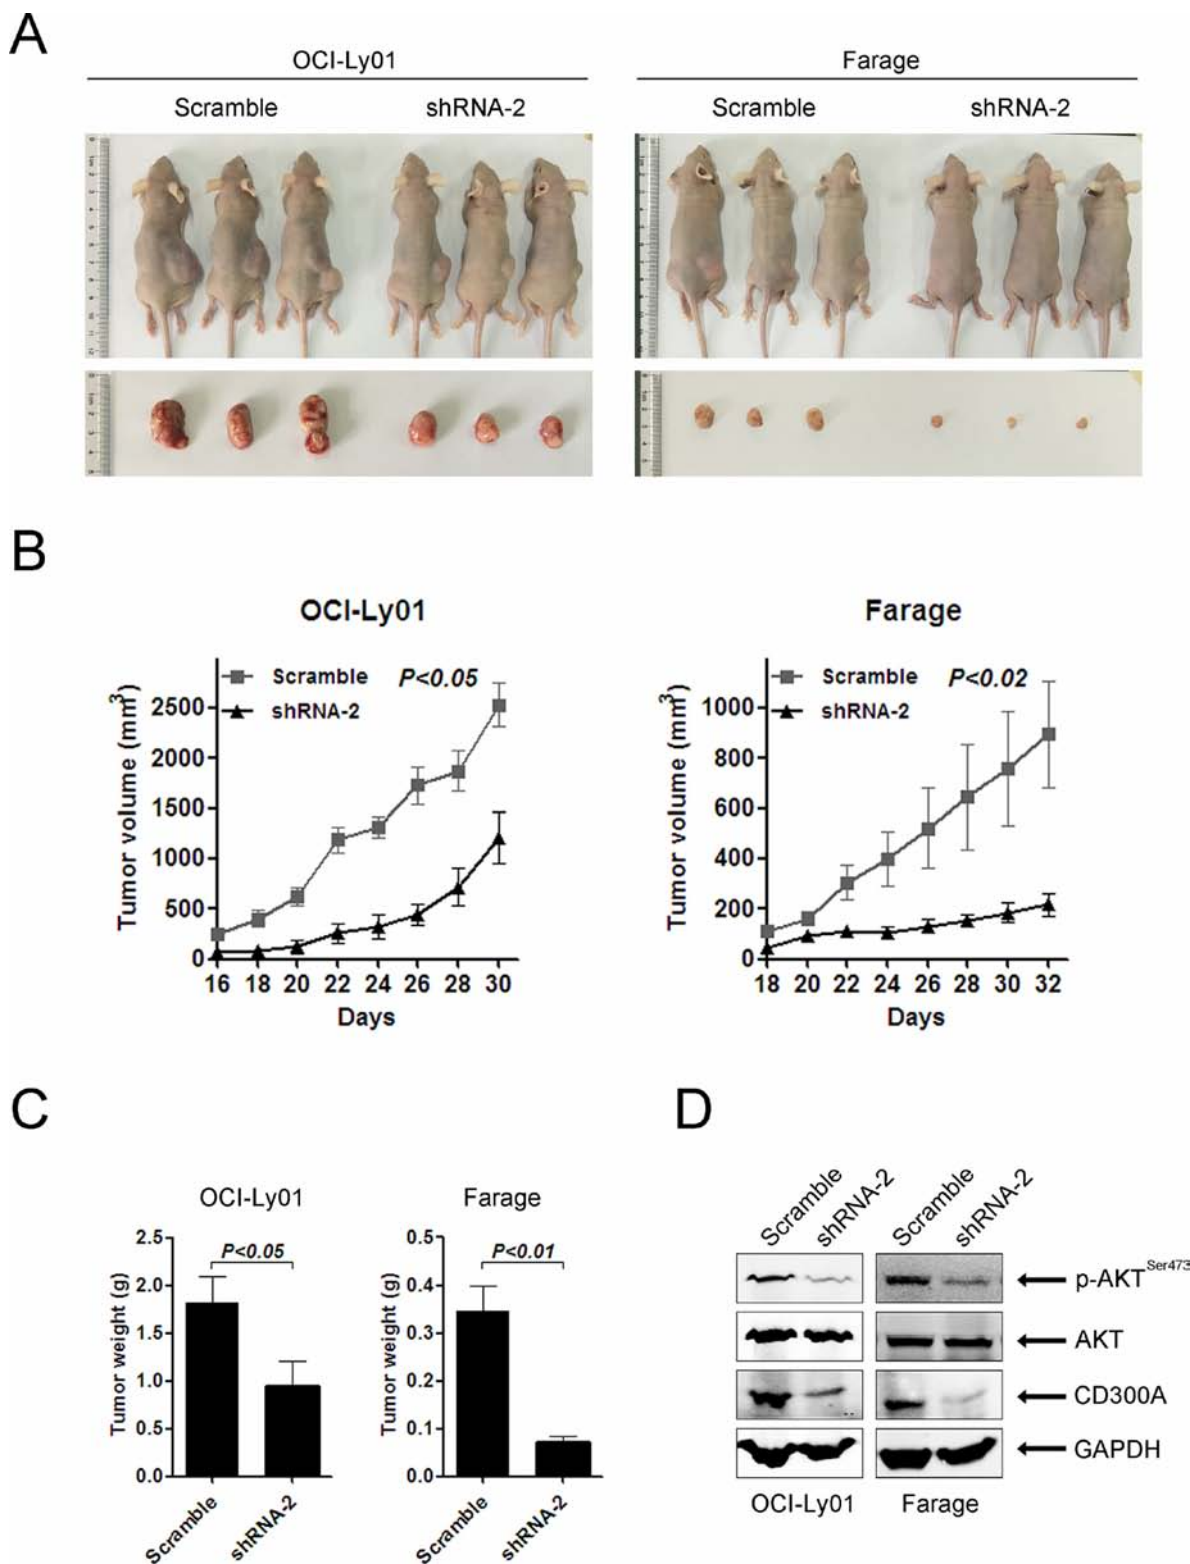 A
OCI-Ly01
Farage
Scramble shRNA-2
Scramble shRNA-2
B
OCI-Ly01
Scramble P<0.05
shRNA-2
Tumor volume (mm³)
2500
2000
1500
1000
500
0
16 18 20 22 24 26 28 30
Days
Farage
Scramble P<0.02
shRNA-2
Tumor volume (mm³)
1000
800
600
400
200
0
18 20 22 24 26 28 30 32
Days
C
OCI-Ly01
P<0.05
Tumor weight (g)
2.5
2.0
1.5
1.0
0.5
0.0
Scramble shRNA-2
Farage
P<0.01
Tumor weight (g)
0.5
0.4
0.3
0.2
0.1
0.0
Scramble shRNA-2
D
Scramble shRNA-2 Scramble shRNA-2
p-AKT Ser473
AKT
CD300A
GAPDH
OCI-Ly01 Farage